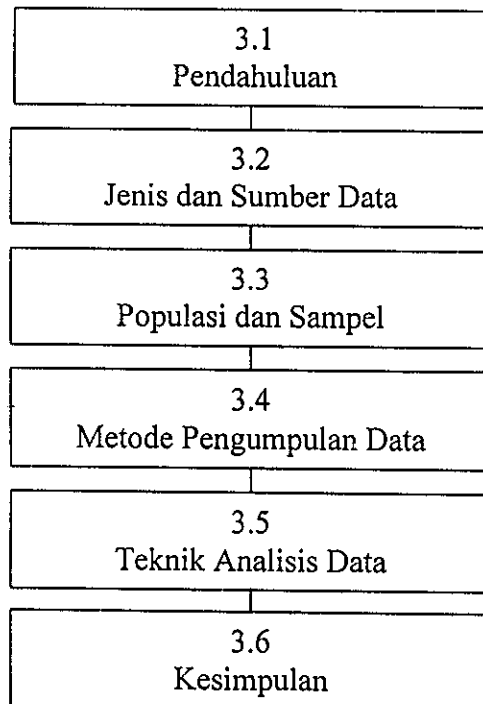 3.1
Pendahuluan
3.2
Jenis dan Sumber Data
3.3
Populasi dan Sampel
3.4
Metode Pengumpulan Data
3.5
Teknik Analisis Data
3.6
Kesimpulan